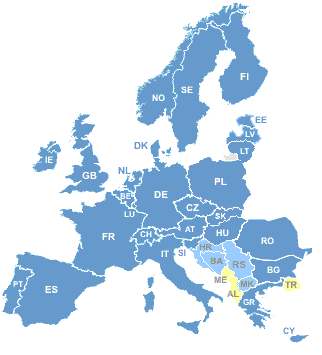 FI
NO
SE
EE
LV
DK
LT
IE
NL
GB
PL
BE
DE
LU
CZ
SK
FR
CH
AT
HU
IT
SI
HR
RO
BA
RS
BG
PT
ES
ME
MK
AL
TR
GR
CY